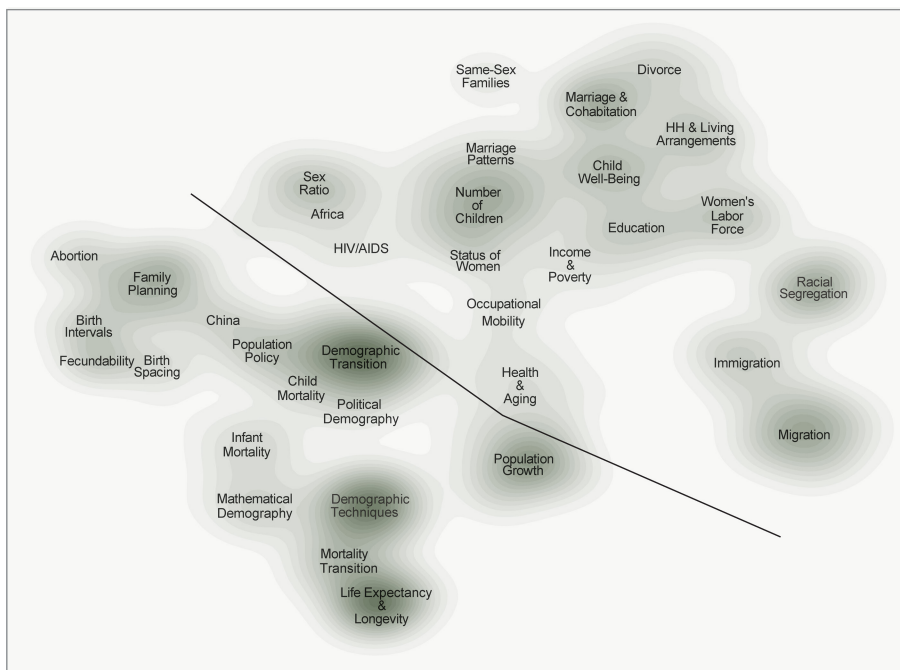 Same-Sex
Families
Divorce
Marriage &
Cohabitation
HH & Living
Arrangements
Marriage
Patterns
Child
Well-Being
Sex
Ratio
Number
of
Children
Women's
Labor
Force
Africa
Education
HIV/AIDS
Status of
Women
Income
&
Poverty
Abortion
Family
Planning
Racial
Segregation
Occupational
Mobility
Birth
Intervals
China
Population
Policy
Demographic
Transition
Fecundability
Birth
Spacing
Immigration
Child
Mortality
Health
&
Aging
Political
Demography
Infant
Mortality
Migration
Population
Growth
Mathematical
Demography
Demographic
Techniques
Mortality
Transition
Life Expectancy
&
Longevity